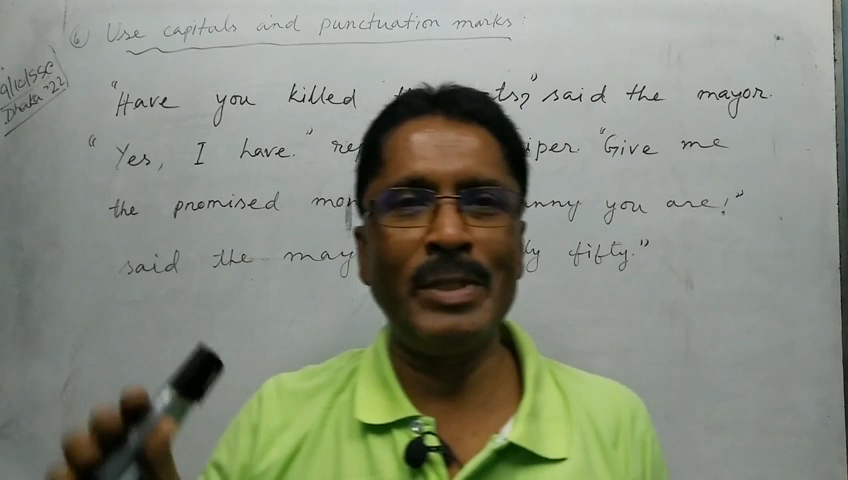 ⑥ Use capitals and punctuation marks:
9/10/SSC
Dhaka '22
"Have you killed said the mayor.
"Yes, I have." "Give me
the promised you are!"
said the fifty."